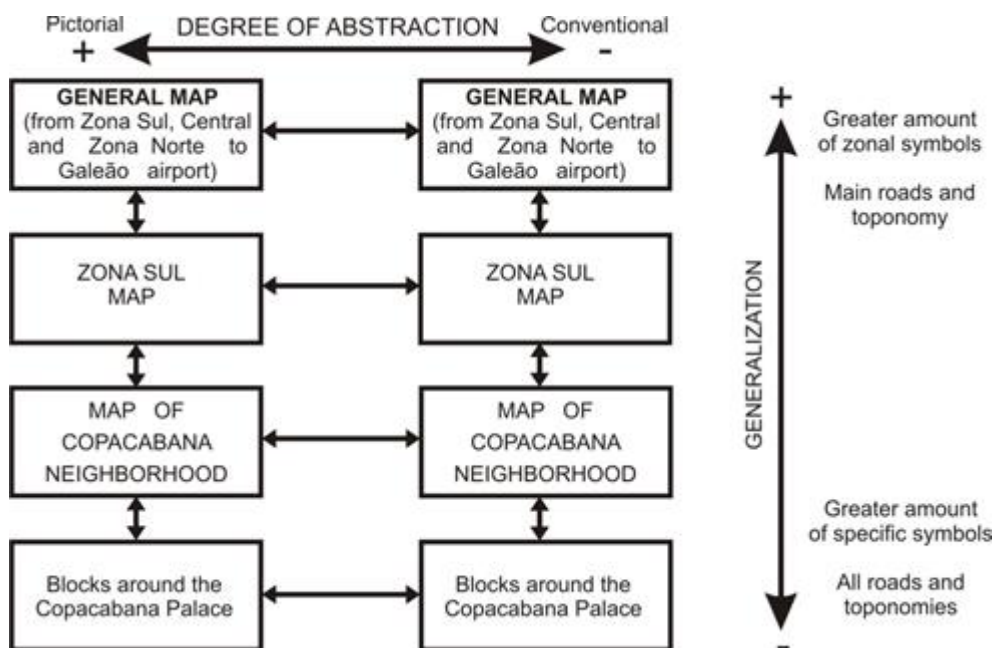 Pictorial
DEGREE OF ABSTRACTION
Conventional
+
-
GENERAL MAP
(from Zona Sul, Central
and Zona Norte to
Galeão airport)
GENERAL MAP
(from Zona Sul, Central
and Zona Norte to
Galeão airport)
ZONA SUL
MAP
ZONA SUL
MAP
MAP OF
COPACABANA
NEIGHBORHOOD
MAP OF
COPACABANA
NEIGHBORHOOD
Blocks around the
Copacabana Palace
Blocks around the
Copacabana Palace
GENERALIZATION
+
Greater amount
of zonal symbols
Main roads and
toponomy
Greater amount
of specific symbols
All roads and
toponomies
-